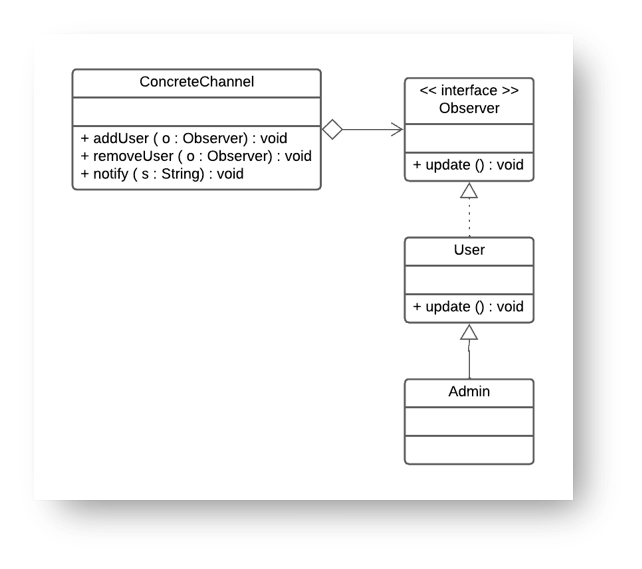 ConcreteChannel
+ addUser ( o : Observer) : void
+ removeUser ( o : Observer) : void
+ notify ( s : String) : void
<< interface >>
Observer
+ update () : void
User
+ update () : void
Admin